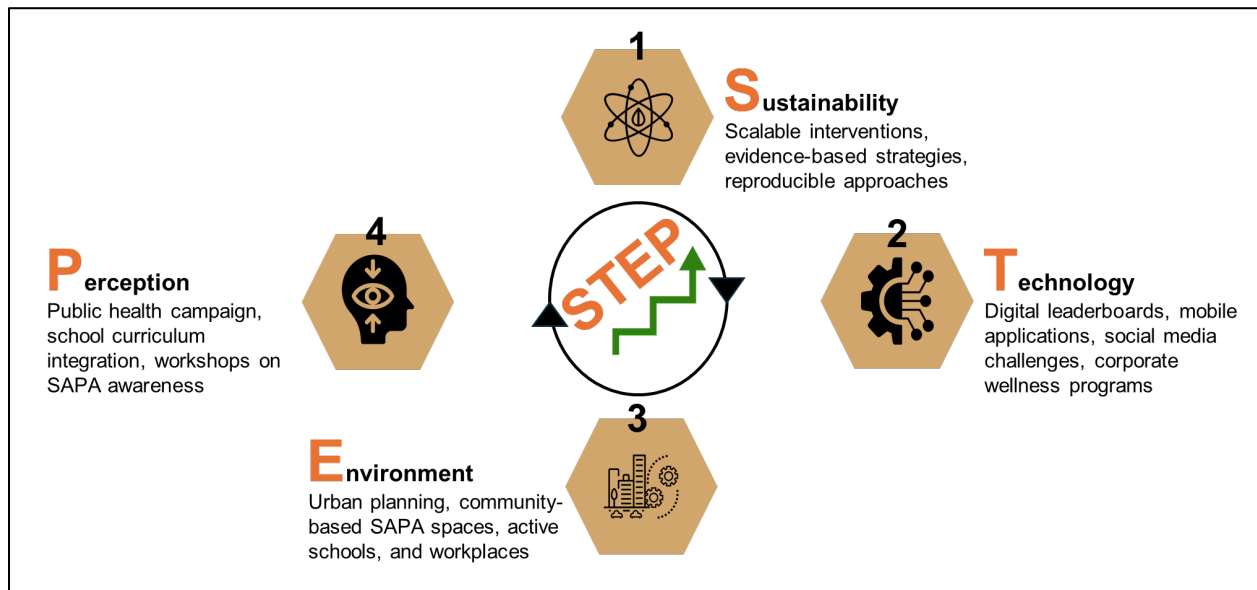 1
Sustainability
Scalable interventions,
evidence-based strategies,
reproducible approaches
2
Technology
Digital leaderboards, mobile
applications, social media
challenges, corporate
wellness programs
3
Environment
Urban planning, community-
based SAPA spaces, active
schools, and workplaces
4
Perception
Public health campaign,
school curriculum
integration, workshops on
SAPA awareness
STEP